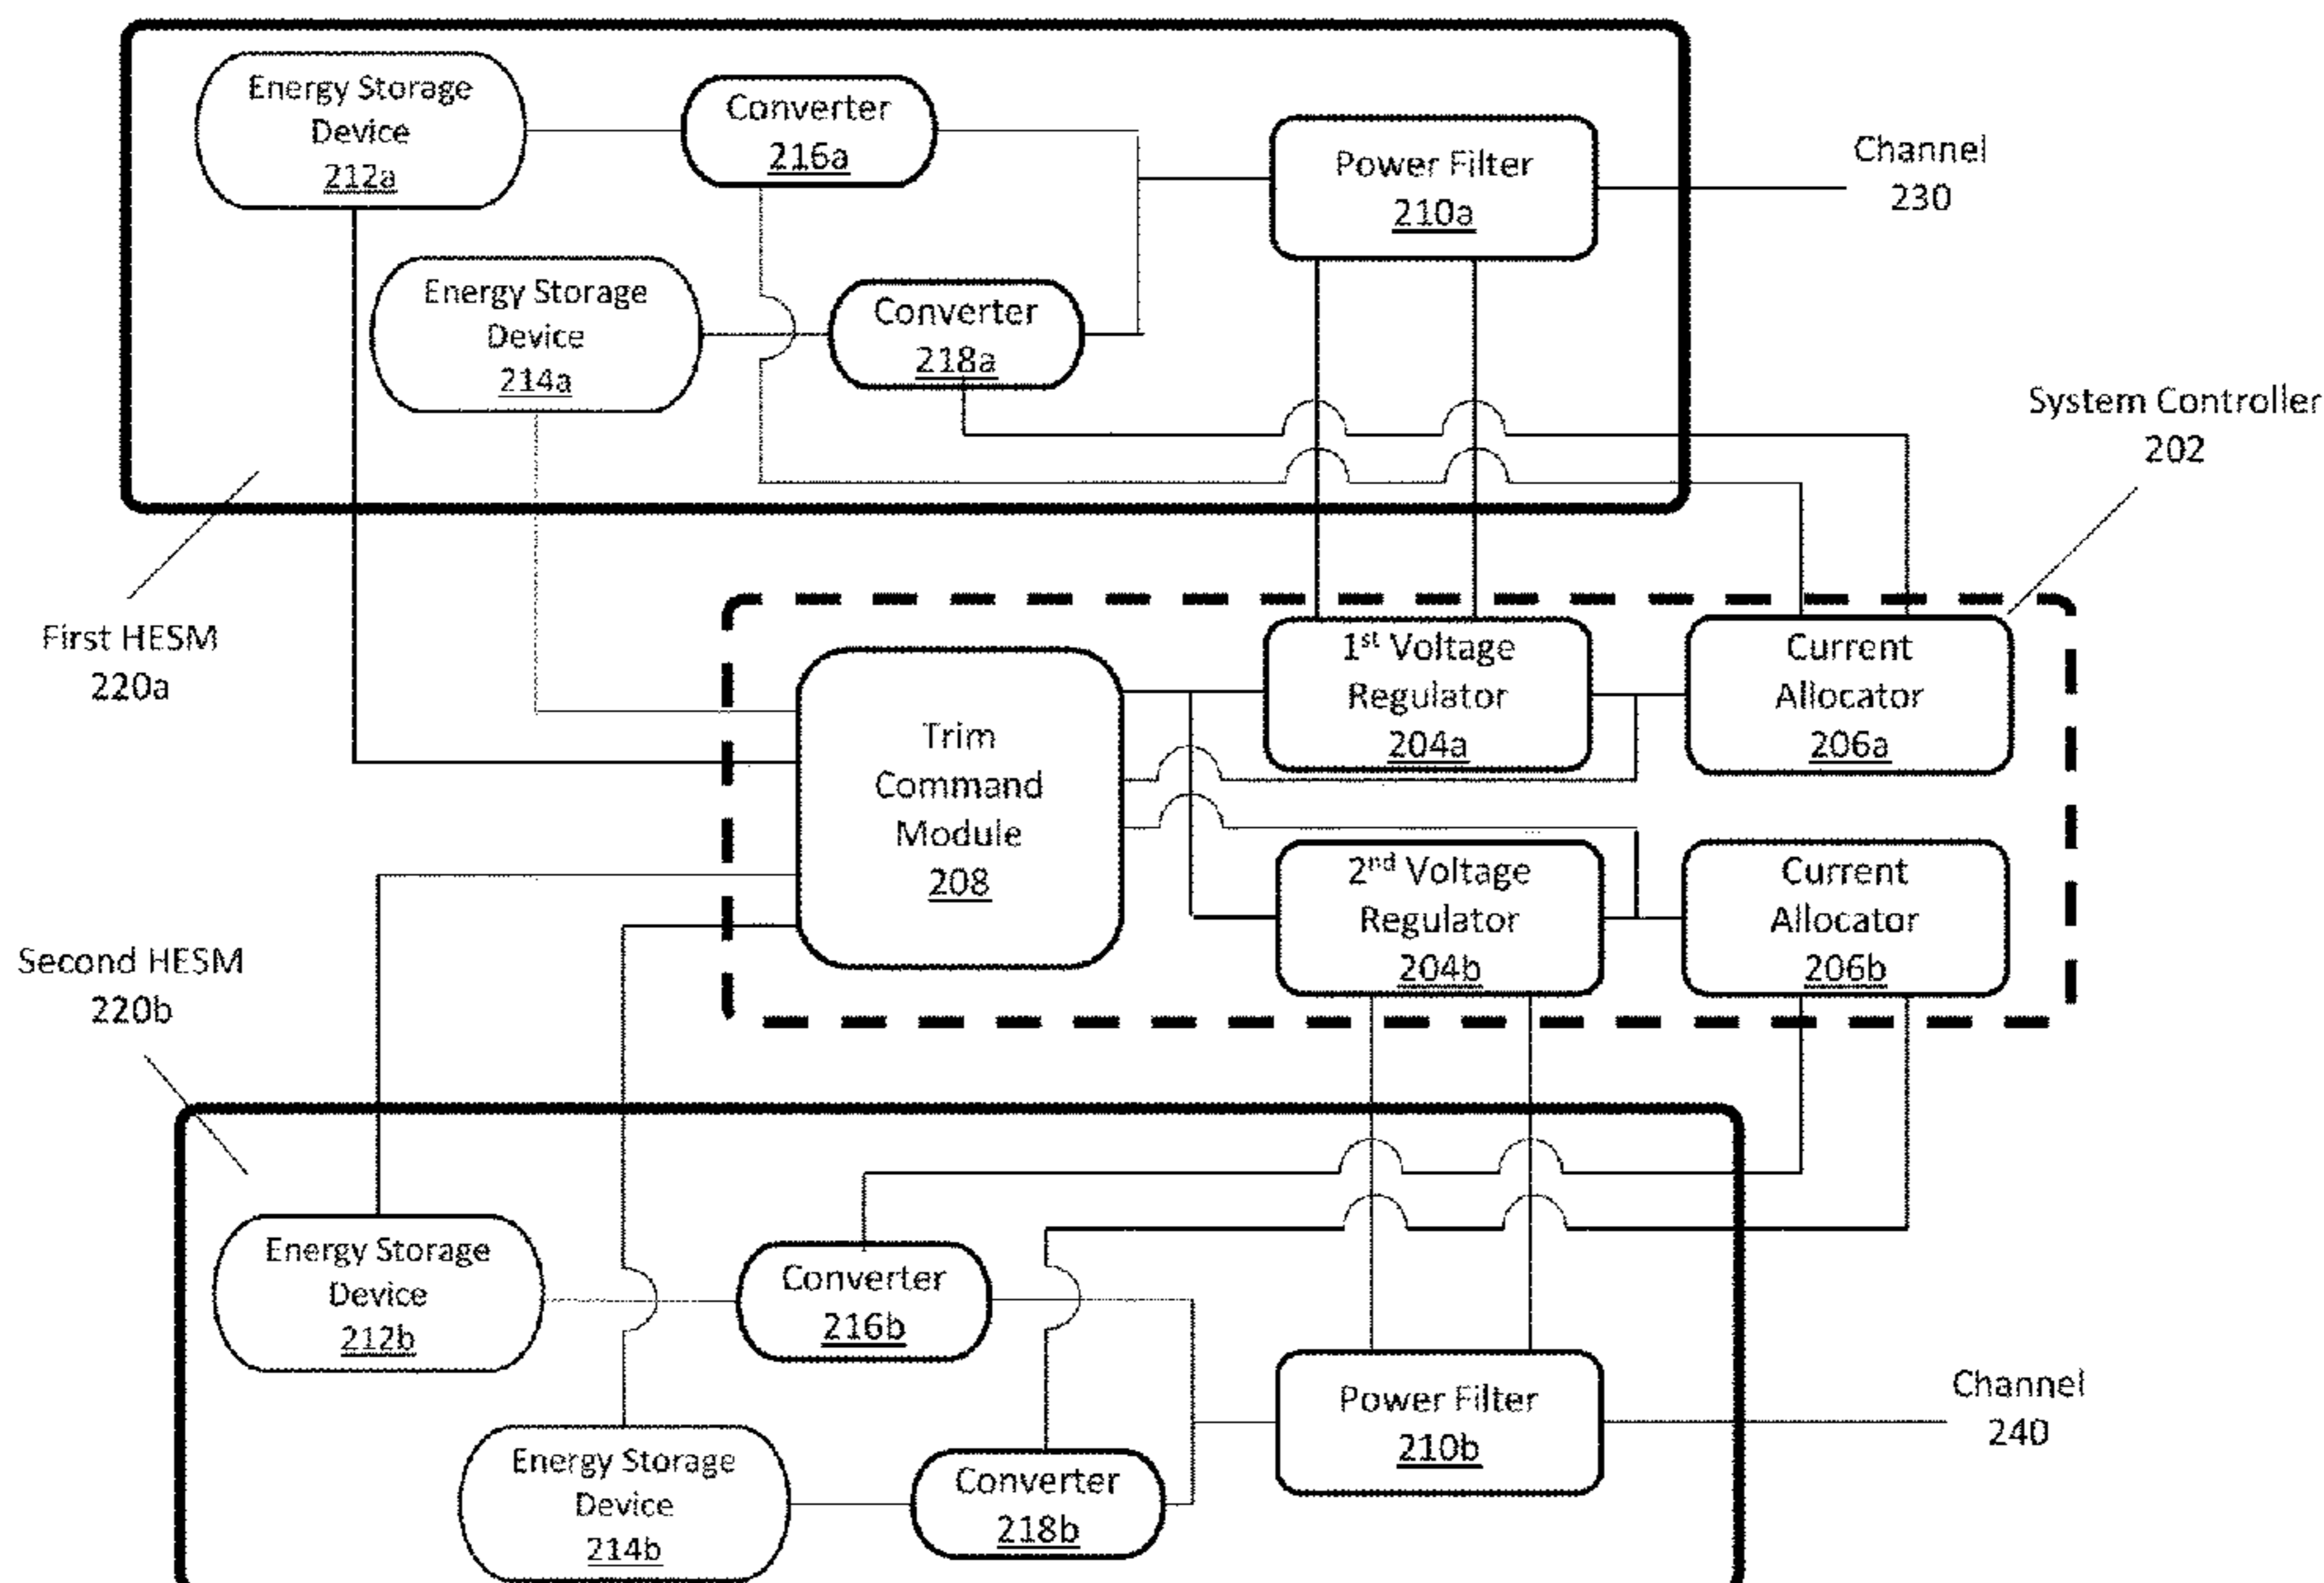 Energy Storage
Device
212a
Converter
216a
Power Filter
210a
Channel
230
Energy Storage
Device
214a
Converter
218a
System Controller
202
First HESM
220a
Trim
Command
Module
208
1st Voltage
Regulator
204a
Current
Allocator
206a
2nd Voltage
Regulator
204b
Current
Allocator
206b
Second HESM
220b
Energy Storage
Device
212b
Converter
216b
Power Filter
210b
Channel
240
Energy Storage
Device
214b
Converter
218b